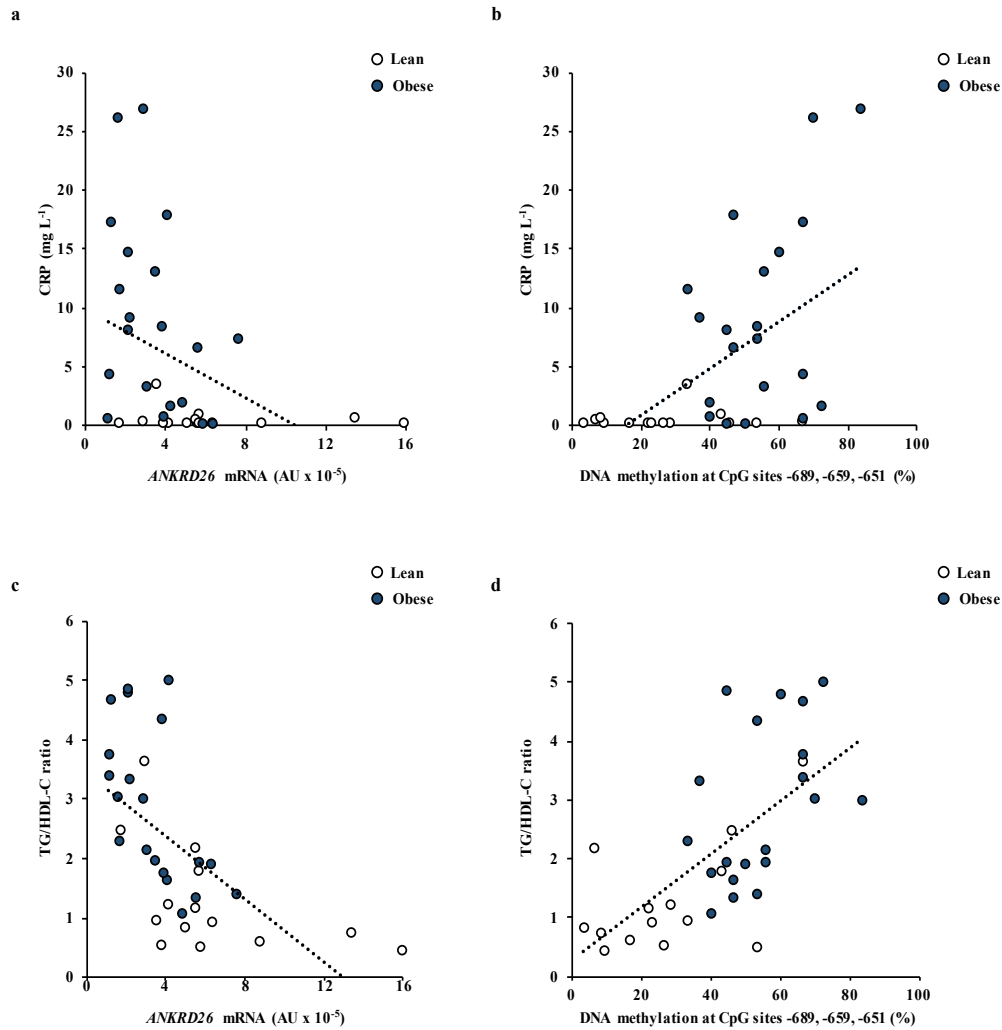 a
Lean
Obese
30
25
20
15
10
5
0
CRP (mg L⁻¹)
0 4 8 12 16
ANKRD26 mRNA (AU x 10⁻⁵)
b
Lean
Obese
30
25
20
15
10
5
0
CRP (mg L⁻¹)
0 20 40 60 80 100
DNA methylation at CpG sites -689, -659, -651 (%)
c
Lean
Obese
6
5
4
3
2
1
0
TG/HDL-C ratio
0 4 8 12 16
ANKRD26 mRNA (AU x 10⁻⁵)
d
Lean
Obese
6
5
4
3
2
1
0
TG/HDL-C ratio
0 20 40 60 80 100
DNA methylation at CpG sites -689, -659, -651 (%)